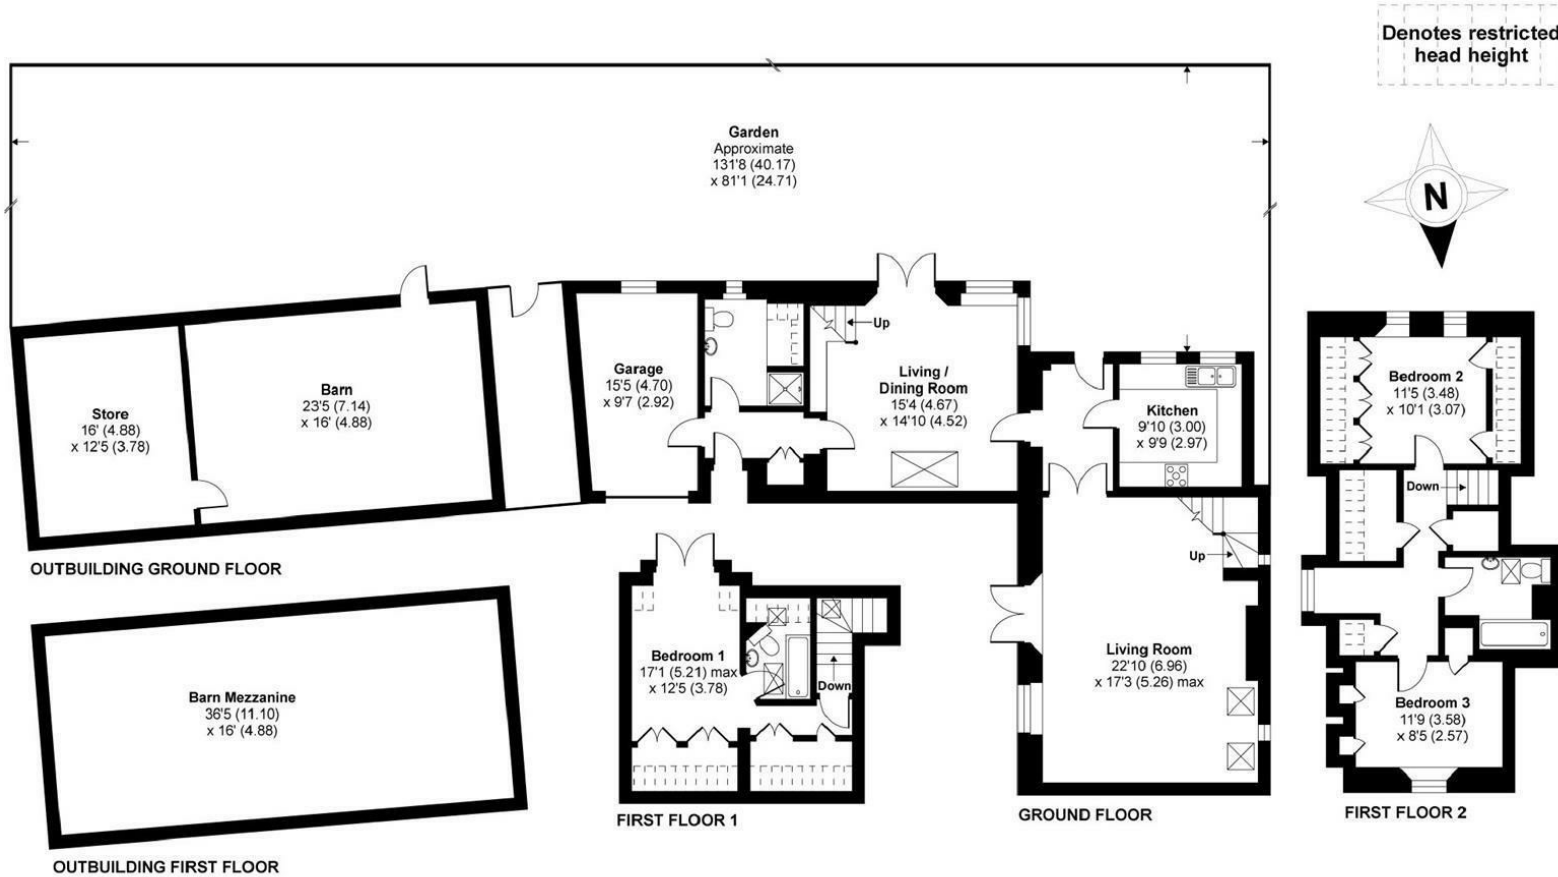 Denotes restricted
head height
N
Garden
Approximate
131'8 (40.17)
x 81'1 (24.71)
Store
16' (4.88)
x 12'5 (3.78)
Barn
23'5 (7.14)
x 16' (4.88)
Garage
15'5 (4.70)
x 9'7 (2.92)
Up
Living /
Dining Room
15'4 (4.67)
x 14'10 (4.52)
Kitchen
9'10 (3.00)
x 9'9 (2.97)
Bedroom 2
11'5 (3.48)
x 10'1 (3.07)
Down
Up
OUTBUILDING GROUND FLOOR
Barn Mezzanine
36'5 (11.10)
x 16' (4.88)
Bedroom 1
17'1 (5.21) max
x 12'5 (3.78)
Down
Living Room
22'10 (6.96)
x 17'3 (5.26) max
Bedroom 3
11'9 (3.58)
x 8'5 (2.57)
FIRST FLOOR 1
GROUND FLOOR
FIRST FLOOR 2
OUTBUILDING FIRST FLOOR